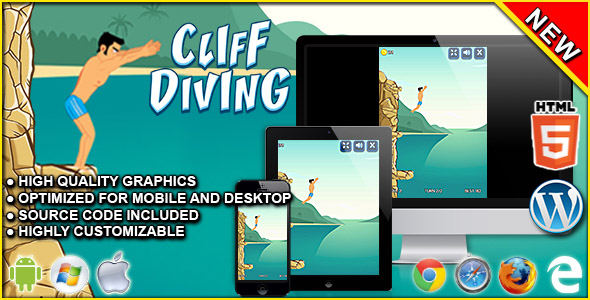 CLIFF
DIVING
NEW
HTML
5
• HIGH QUALITY GRAPHICS
• OPTIMIZED FOR MOBILE AND DESKTOP
• SOURCE CODE INCLUDED
• HIGHLY CUSTOMIZABLE